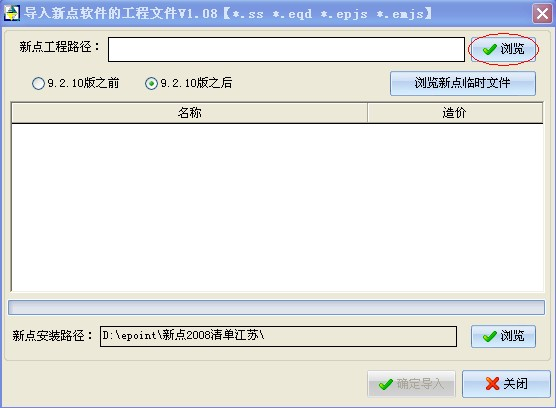 导入新点软件的工程文件V1.08【*.ss *.eqd *.epjs *.emjs】
新点工程路径： 浏览
9.2.10版之前 9.2.10版之后 浏览新点临时文件
名称 造价
新点安装路径： D:\epoint\新点2008清单江苏\ 浏览
确定导入 关闭